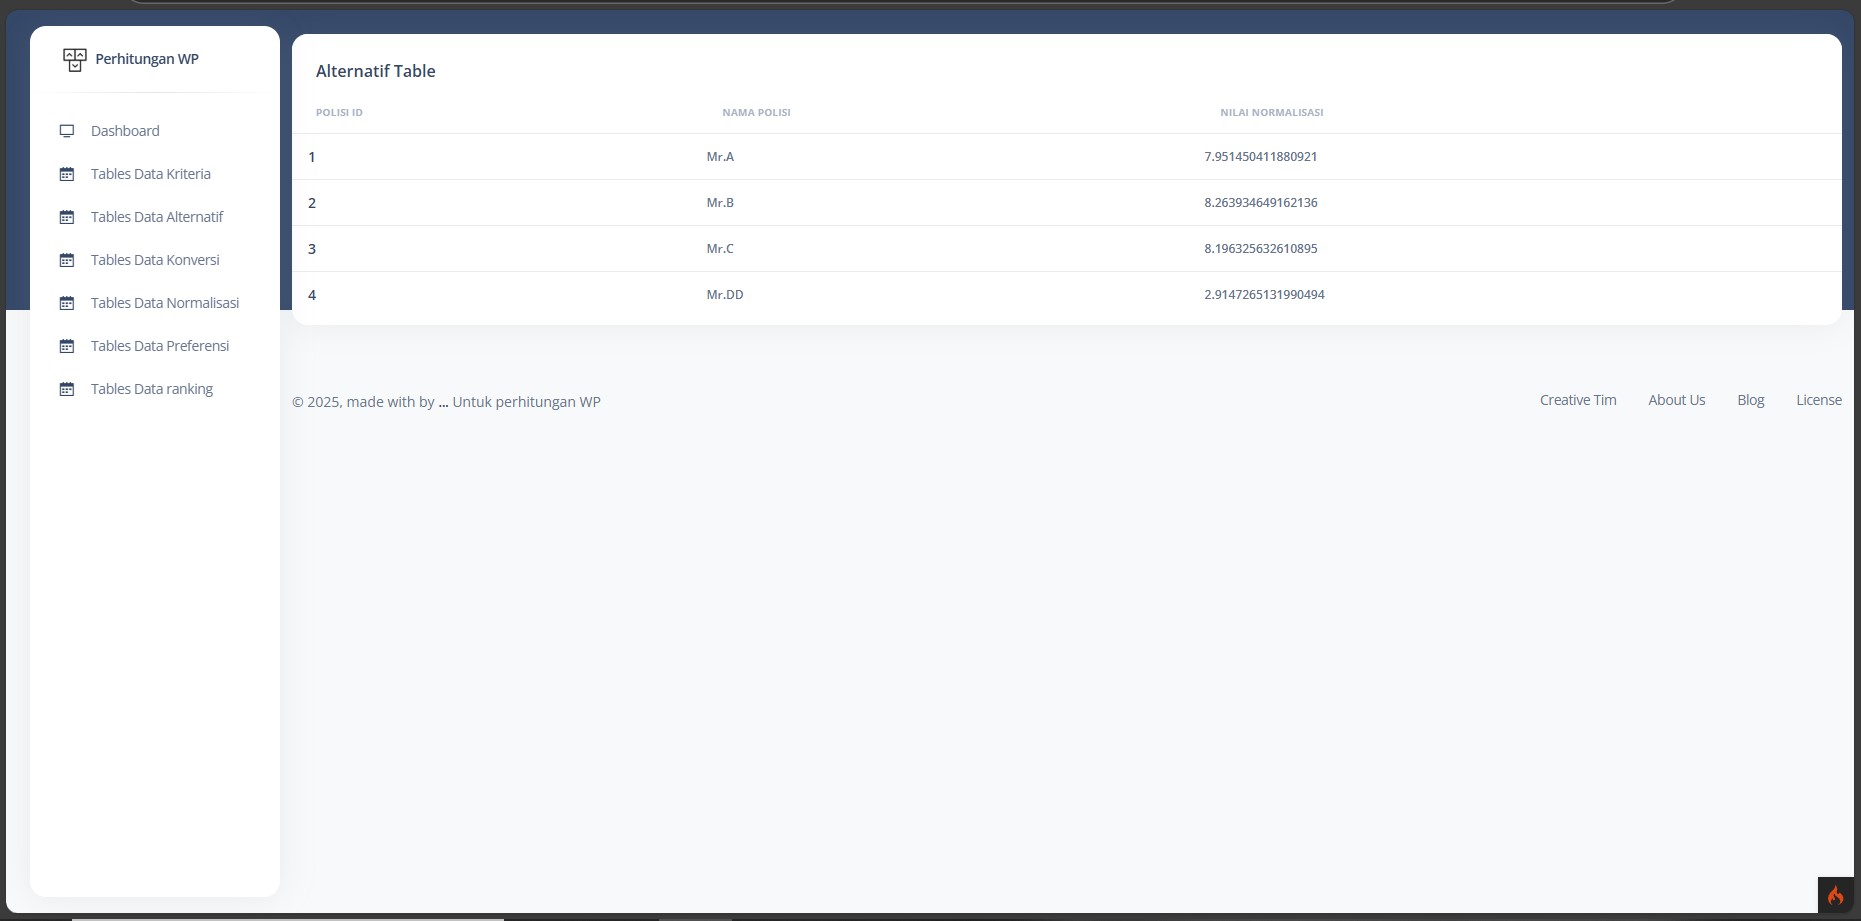 Perhitungan WP
Dashboard
Tables Data Kriteria
Tables Data Alternatif
Tables Data Konversi
Tables Data Normalisasi
Tables Data Preferensi
Tables Data ranking
Alternatif Table
POLISI ID NAMA POLISI NILAI NORMALISASI
1 Mr.A 7.951450411880921
2 Mr.B 8.263934649162136
3 Mr.C 8.196325632610895
4 Mr.DD 2.9147265131990494
© 2025, made with by ... Untuk perhitungan WP
Creative Tim About Us Blog License